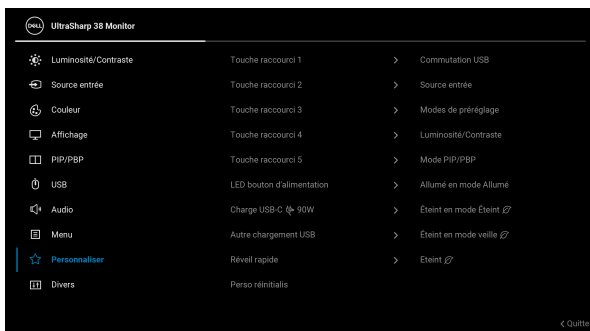 DELL UltraSharp 38 Monitor
Luminosité/Contraste Touche raccourci 1 Commutation USB
Source entrée Touche raccourci 2 Source entrée
Couleur Touche raccourci 3 Modes de préréglage
Affichage Touche raccourci 4 Luminosité/Contraste
PIP/PBP Touche raccourci 5 Mode PIP/PBP
USB LED bouton d'alimentation Allumé en mode Allumé
Audio Charge USB-C 90W Éteint en mode Éteint
Menu Autre chargement USB Éteint en mode veille
Personnaliser Réveil rapide Eteint
Divers Perso réinitialis
Quitte